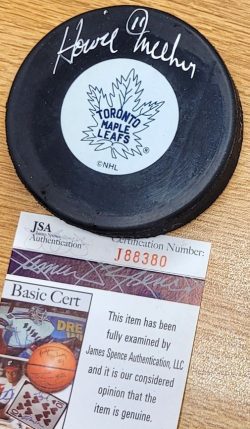 Howie Meeker
11
TORONTO
MAPLE
LEAFS
©NHL
JSA
Authentication
Certification Number:
J88380
Basic Cert
This item has been
fully examined by
James Spence Authentication, LLC
and it is our considered
opinion that the
item is genuine.